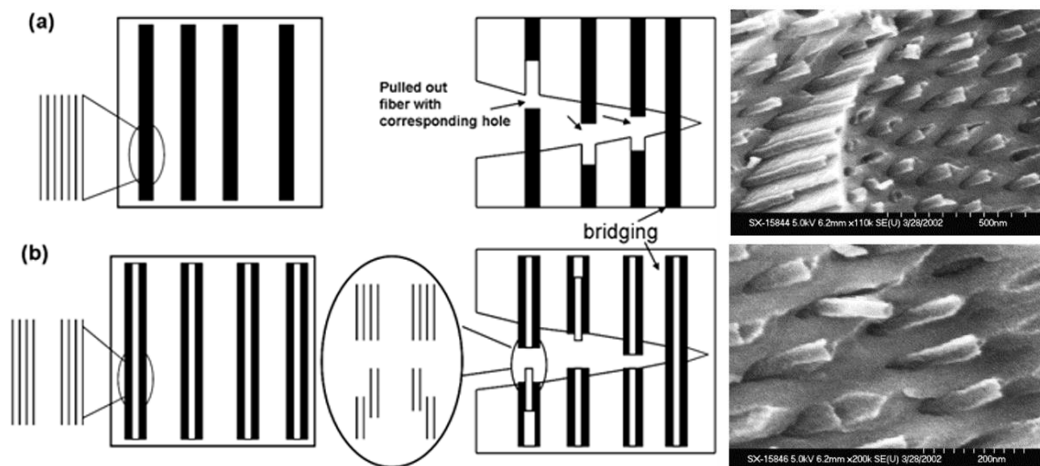 (a)
Pulled out
fiber with
corresponding hole
SX-15844 5.0kV 6.2mm x110k SE(U) 3/28/2002 500nm
bridging
(b)
SX-15846 5.0kV 6.2mm x200k SE(U) 3/28/2002 200nm